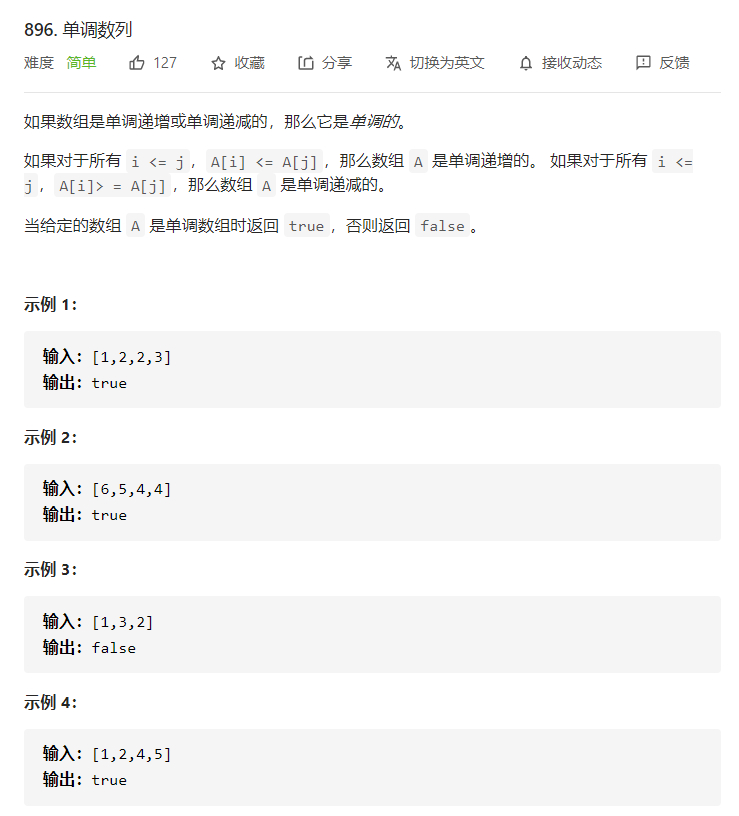 896. 单调数列
难度 简单 127 收藏 分享 切换为英文 接收动态 反馈
如果数组是单调递增或单调递减的，那么它是单调的。
如果对于所有 i <= j，A[i] <= A[j]，那么数组 A 是单调递增的。 如果对于所有 i <=
j，A[i]> = A[j]，那么数组 A 是单调递减的。
当给定的数组 A 是单调数组时返回 true，否则返回 false。
示例 1：
输入：[1,2,2,3]
输出：true
示例 2：
输入：[6,5,4,4]
输出：true
示例 3：
输入：[1,3,2]
输出：false
示例 4：
输入：[1,2,4,5]
输出：true